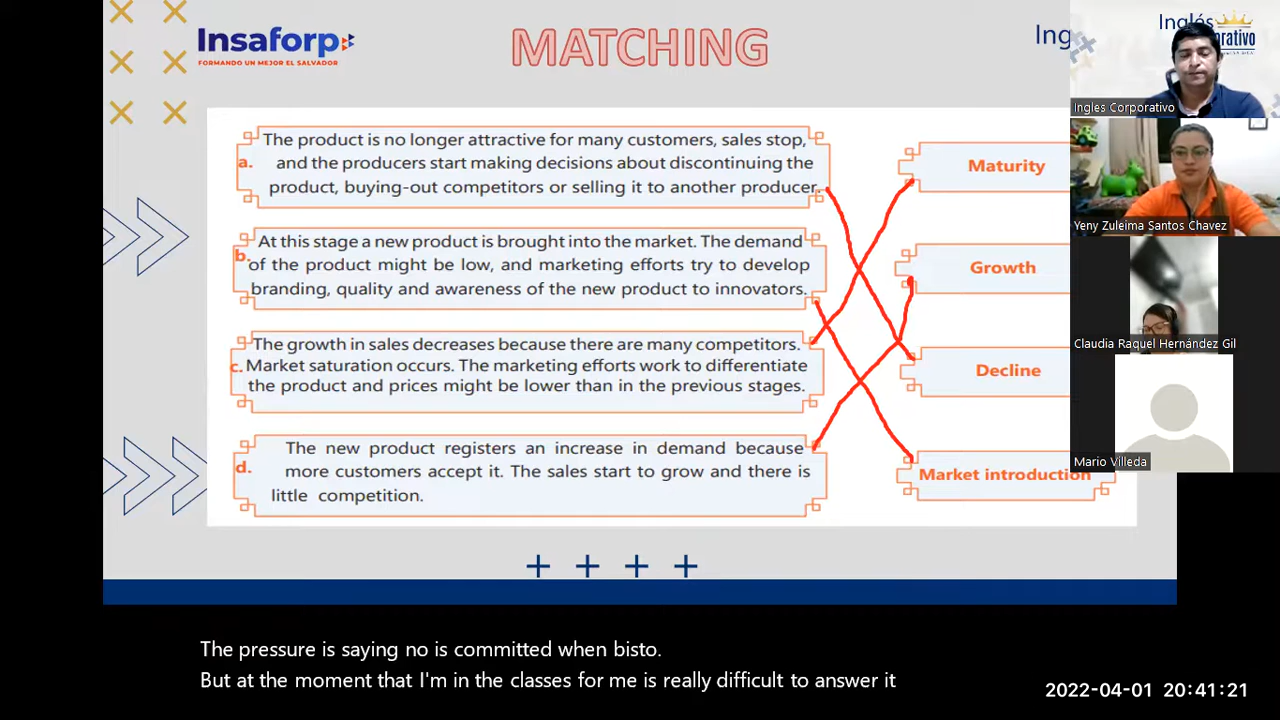 Insaforp
FORMANDO UN MEJOR EL SALVADOR
MATCHING
Inglés
Corporativo
Ingles Corporativo
a. The product is no longer attractive for many customers, sales stop,
and the producers start making decisions about discontinuing the
product, buying-out competitors or selling it to another producer.
Maturity
Yeny Zuleima Santos Chavez
b. At this stage a new product is brought into the market. The demand
of the product might be low, and marketing efforts try to develop
branding, quality and awareness of the new product to innovators.
Growth
Claudia Raquel Hernández Gil
c. The growth in sales decreases because there are many competitors.
Market saturation occurs. The marketing efforts work to differentiate
the product and prices might be lower than in the previous stages.
Decline
Mario Villeda
d. The new product registers an increase in demand because
more customers accept it. The sales start to grow and there is
little competition.
Market introduction
The pressure is saying no is committed when bisto.
But at the moment that I'm in the classes for me is really difficult to answer it
2022-04-01 20:41:21